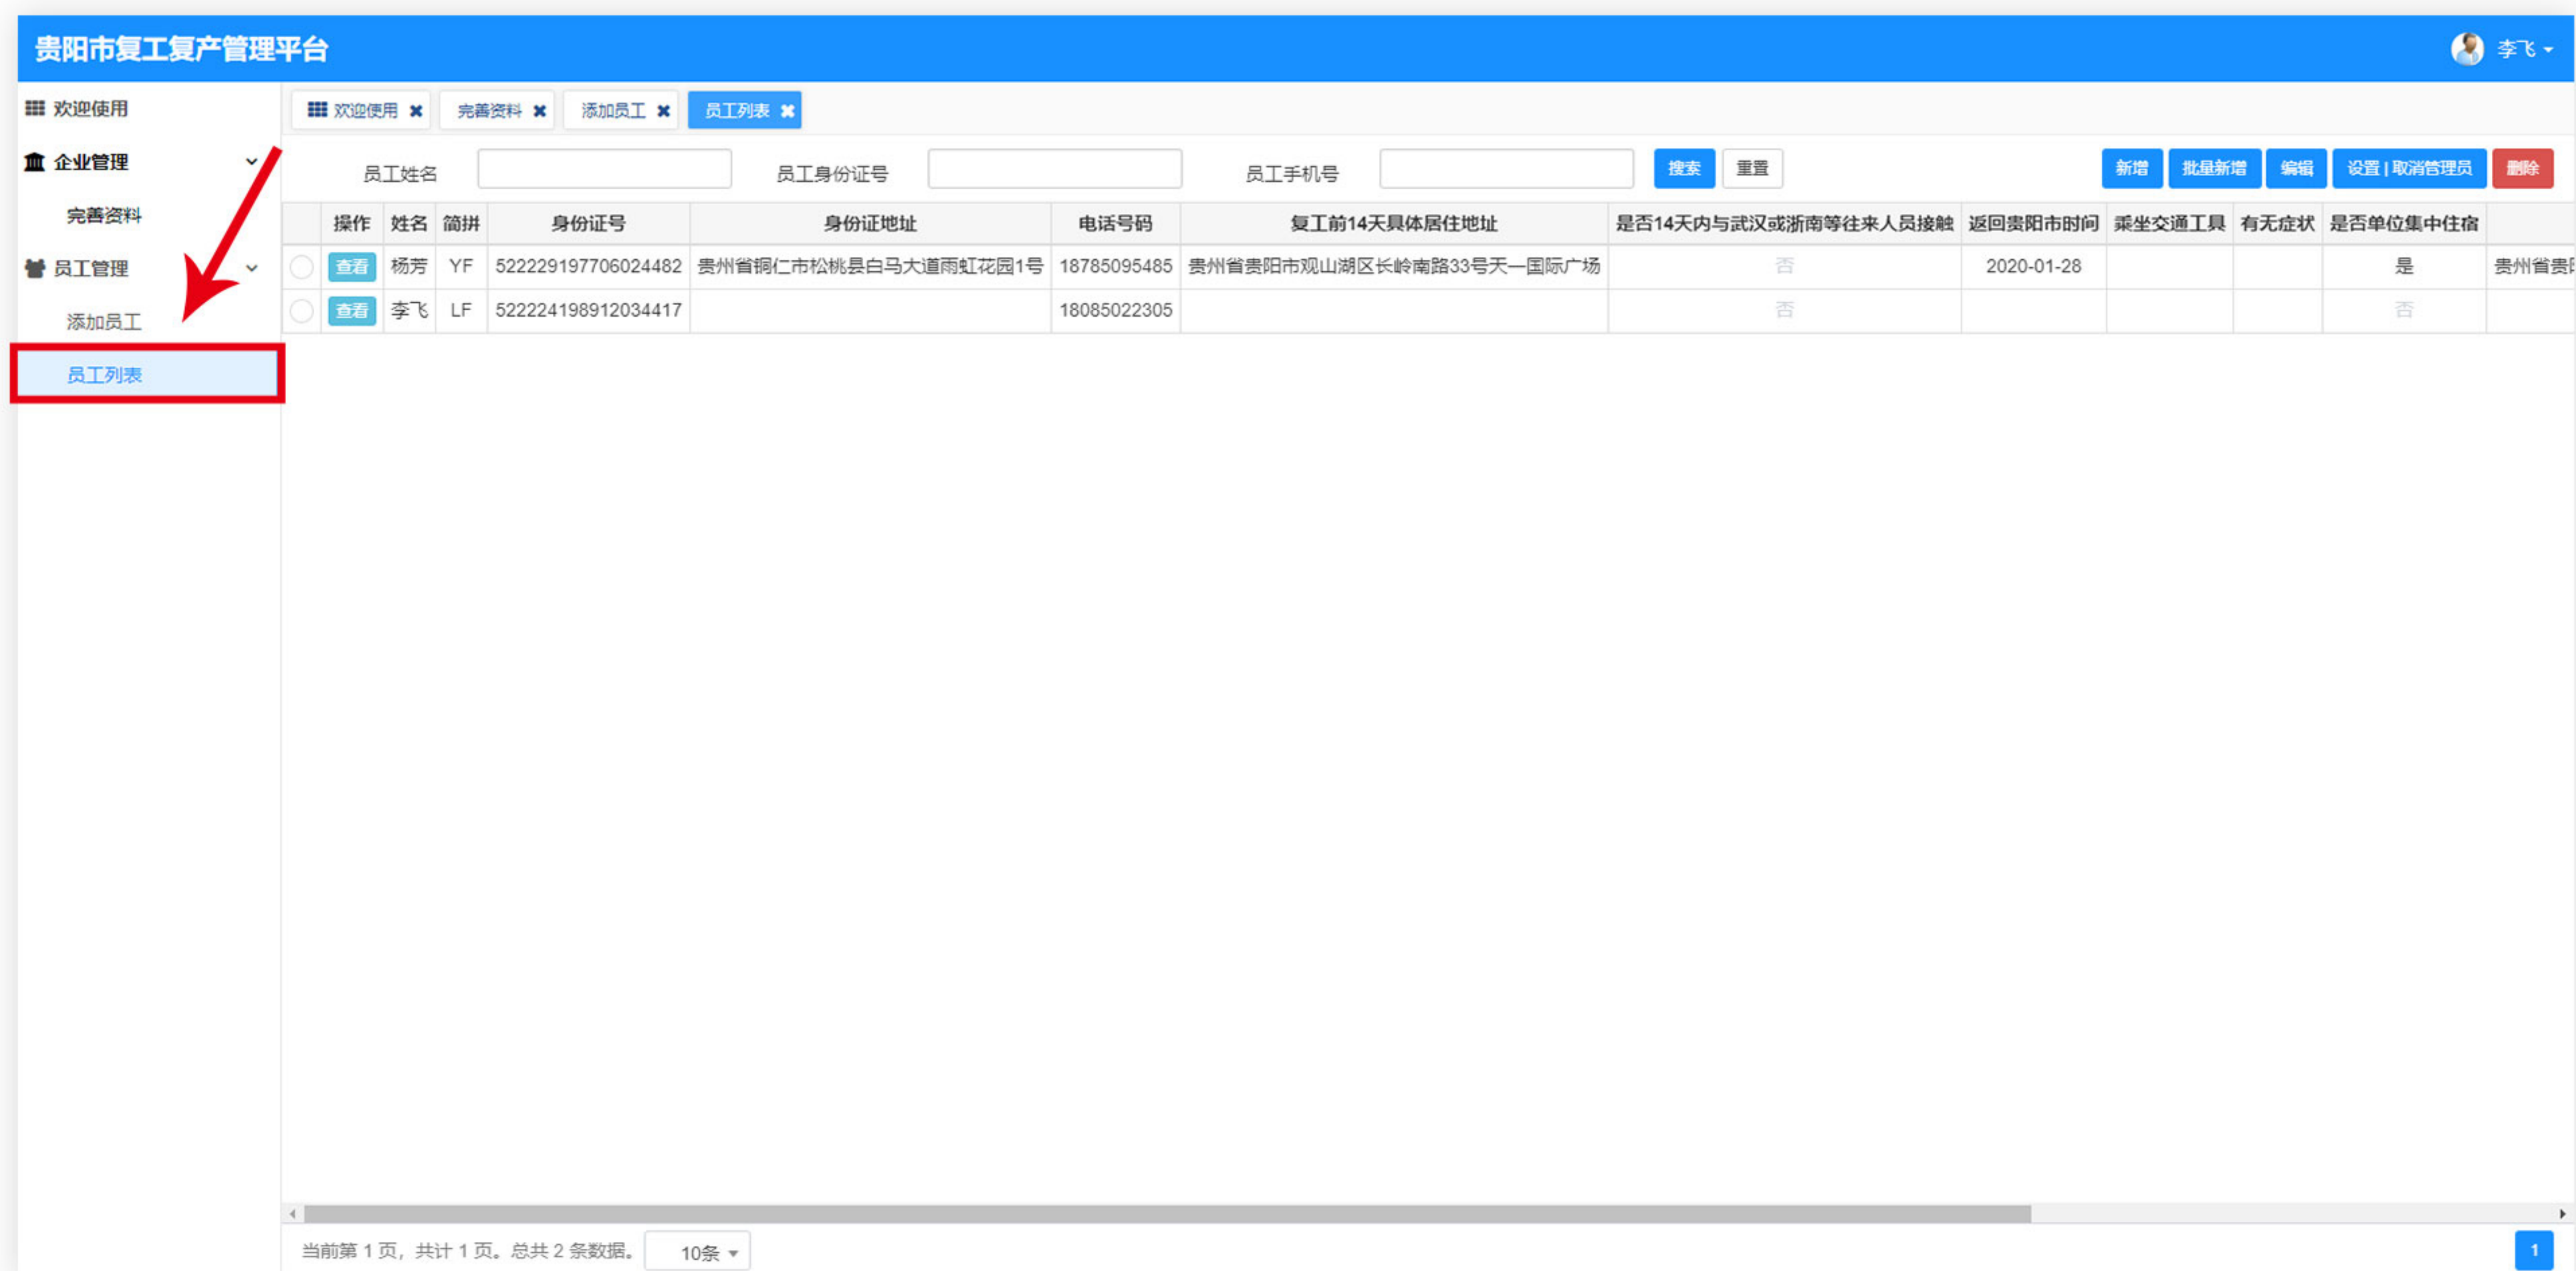 贵阳市复工复产管理平台
李飞
欢迎使用
企业管理
完善资料
员工管理
添加员工
员工列表
欢迎使用 完善资料 添加员工 员工列表
员工姓名 员工身份证号 员工手机号 搜索 重置 新增 批量新增 编辑 设置|取消管理员 删除
操作 姓名 简拼 身份证号 身份证地址 电话号码 复工前14天具体居住地址 是否14天内与武汉或浙南等往来人员接触 返回贵阳市时间 乘坐交通工具 有无症状 是否单位集中住宿
查看 杨芳 YF 522229197706024482 贵州省铜仁市松桃县白马大道雨虹花园1号 18785095485 贵州省贵阳市观山湖区长岭南路33号天一国际广场 否 2020-01-28 是 贵州省贵
查看 李飞 LF 522224198912034417 18085022305 否 否
当前第 1 页，共计 1 页。总共 2 条数据。 10条 1